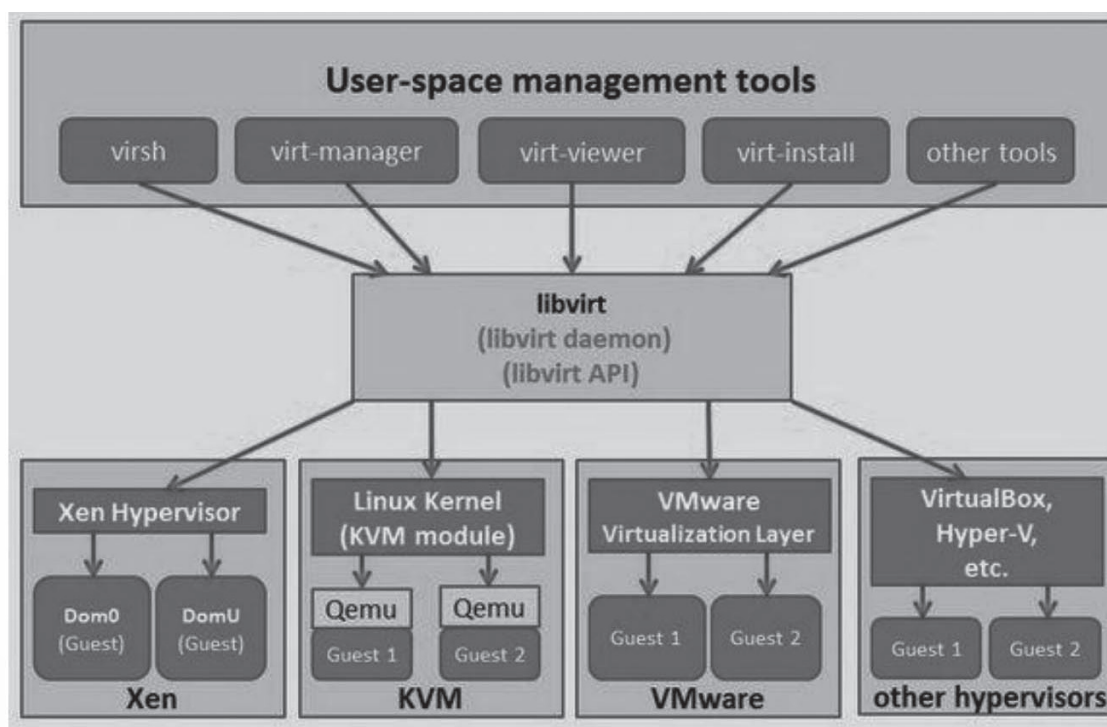 User-space management tools
virsh
virt-manager
virt-viewer
virt-install
other tools
libvirt
(libvirt daemon)
(libvirt API)
Xen Hypervisor
Dom0
(Guest)
DomU
(Guest)
Xen
Linux Kernel
(KVM module)
Qemu
Guest 1
Qemu
Guest 2
KVM
VMware
Virtualization Layer
Guest 1
Guest 2
VMware
VirtualBox,
Hyper-V,
etc.
Guest 1
Guest 2
other hypervisors